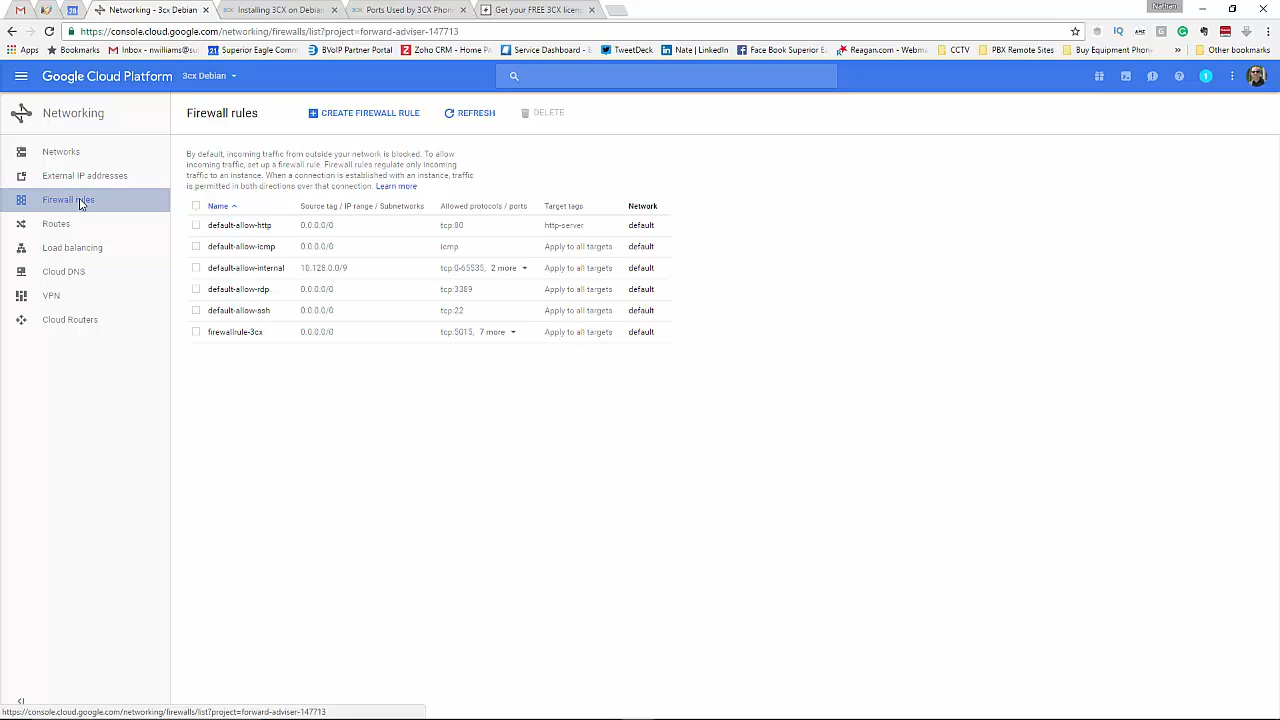 Nethen
Networking - 3cx Debian
Installing 3CX on Debian
Ports Used by 3CX Phone
Get your FREE 3CX licen
https://console.cloud.google.com/networking/firewalls/list?project=forward-adviser-147713
Apps
Bookmarks
Inbox - nwilliams@su
Superior Eagle Comm
BVoIP Partner Portal
Zoho CRM - Home Pa
Service Dashboard - B
TweetDeck
Nate | LinkedIn
Face Book Superior E
Reagan.com - Webma
CCTV
PBX Remote Sites
Buy Equipment Phone
»
Other bookmarks
Google Cloud Platform
3cx Debian
1
Networking
Firewall rules
CREATE FIREWALL RULE
REFRESH
DELETE
Networks
External IP addresses
Firewall rules
Routes
Load balancing
Cloud DNS
VPN
Cloud Routers
By default, incoming traffic from outside your network is blocked. To allow
incoming traffic, set up a firewall rule. Firewall rules regulate only incoming
traffic to an instance. When a connection is established with an instance, traffic
is permitted in both directions over that connection. Learn more
Name Source tag / IP range / Subnetworks Allowed protocols / ports Target tags Network
default-allow-http 0.0.0.0/0 tcp:80 http-server default
default-allow-icmp 0.0.0.0/0 icmp Apply to all targets default
default-allow-internal 10.128.0.0/9 tcp:0-65535, 2 more Apply to all targets default
default-allow-rdp 0.0.0.0/0 tcp:3389 Apply to all targets default
default-allow-ssh 0.0.0.0/0 tcp:22 Apply to all targets default
firewallrule-3cx 0.0.0.0/0 tcp:5015, 7 more Apply to all targets default
https://console.cloud.google.com/networking/firewalls/list?project=forward-adviser-147713